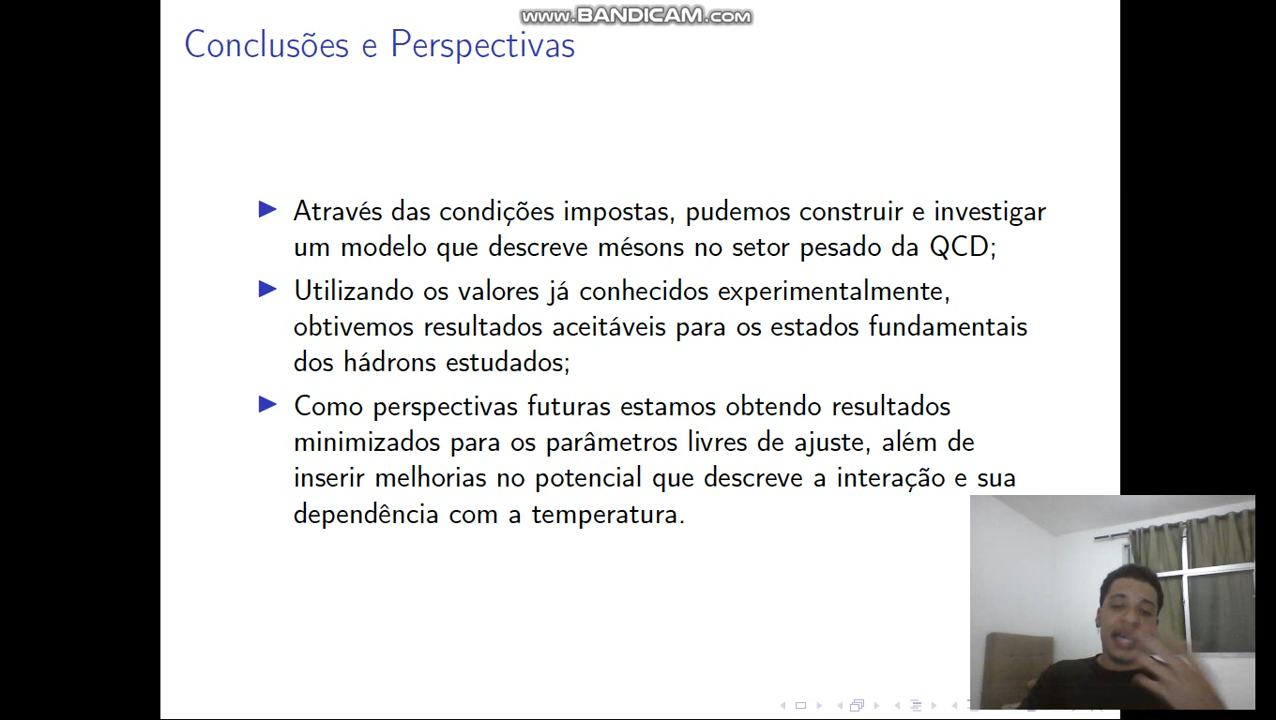 www.BANDICAM.com
Conclusões e Perspectivas
Através das condições impostas, pudemos construir e investigar
um modelo que descreve mésons no setor pesado da QCD;
Utilizando os valores já conhecidos experimentalmente,
obtivemos resultados aceitáveis para os estados fundamentais
dos hádrons estudados;
Como perspectivas futuras estamos obtendo resultados
minimizados para os parâmetros livres de ajuste, além de
inserir melhorias no potencial que descreve a interação e sua
dependência com a temperatura.